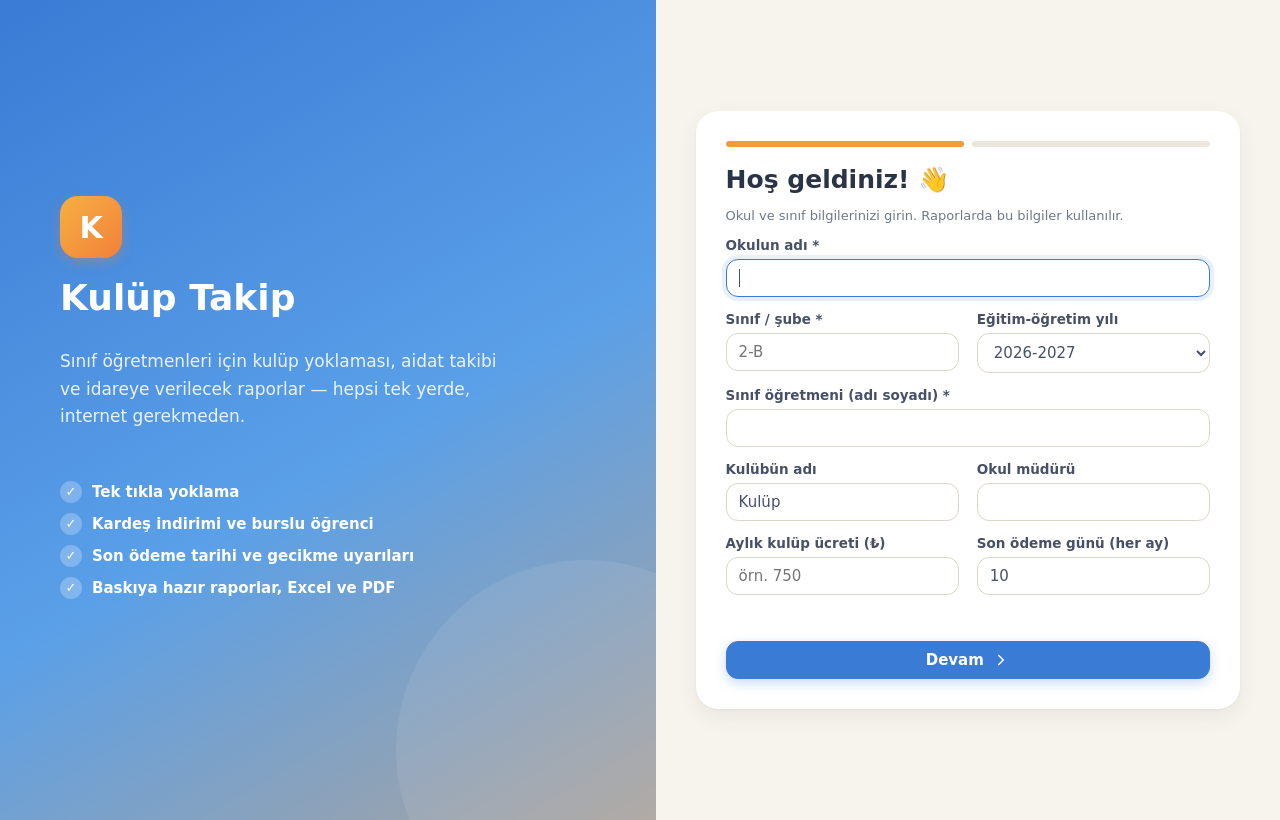 K
Kulüp Takip
Sınıf öğretmenleri için kulüp yoklaması, aidat takibi
ve idareye verilecek raporlar — hepsi tek yerde,
internet gerekmeden.
✓ Tek tıkla yoklama
✓ Kardeş indirimi ve burslu öğrenci
✓ Son ödeme tarihi ve gecikme uyarıları
✓ Baskıya hazır raporlar, Excel ve PDF
Hoş geldiniz! 👋
Okul ve sınıf bilgilerinizi girin. Raporlarda bu bilgiler kullanılır.
Okulun adı *
Sınıf / şube *
2-B
Eğitim-öğretim yılı
2026-2027
Sınıf öğretmeni (adı soyadı) *
Kulübün adı
Kulüp
Okul müdürü
Aylık kulüp ücreti (₺)
örn. 750
Son ödeme günü (her ay)
10
Devam